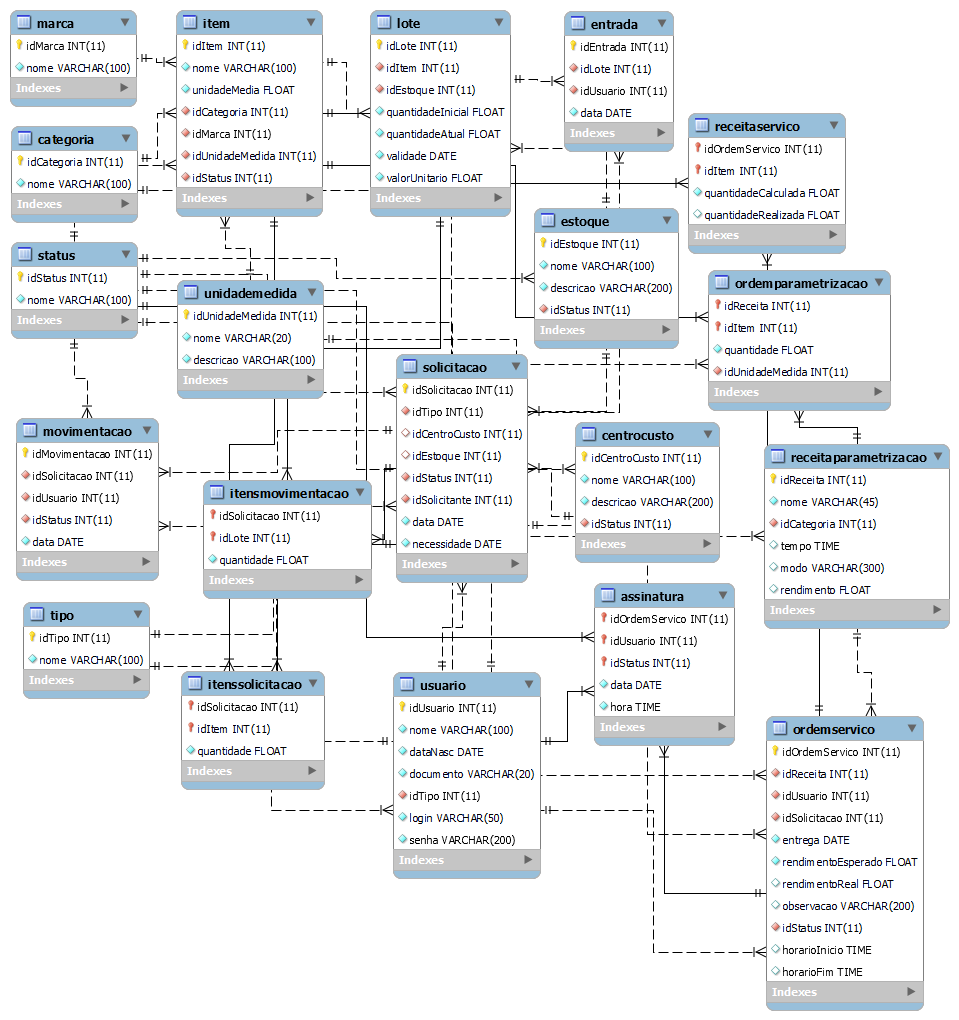 marca
idMarca INT(11)
nome VARCHAR(100)
Indexes
item
idItem INT(11)
nome VARCHAR(100)
unidadeMedia FLOAT
idCategoria INT(11)
idMarca INT(11)
idUnidadeMedida INT(11)
idStatus INT(11)
Indexes
lote
idLote INT(11)
idItem INT(11)
idEstoque INT(11)
quantidadeInicial FLOAT
quantidadeAtual FLOAT
validade DATE
valorUnitario FLOAT
Indexes
entrada
idEntrada INT(11)
idLote INT(11)
idUsuario INT(11)
data DATE
Indexes
receitaservico
idOrdemServico INT(11)
idItem INT(11)
quantidadeCalculada FLOAT
quantidadeRealizada FLOAT
Indexes
categoria
idCategoria INT(11)
nome VARCHAR(100)
Indexes
estoque
idEstoque INT(11)
nome VARCHAR(100)
descricao VARCHAR(200)
idStatus INT(11)
Indexes
status
idStatus INT(11)
nome VARCHAR(100)
Indexes
unidademedida
idUnidadeMedida INT(11)
nome VARCHAR(20)
descricao VARCHAR(100)
Indexes
ordemparametrizacao
idReceita INT(11)
idItem INT(11)
quantidade FLOAT
idUnidadeMedida INT(11)
Indexes
solicitacao
idSolicitacao INT(11)
idTipo INT(11)
idCentroCusto INT(11)
idEstoque INT(11)
idStatus INT(11)
idSolicitante INT(11)
data DATE
necessidade DATE
Indexes
movimentacao
idMovimentacao INT(11)
idSolicitacao INT(11)
idUsuario INT(11)
idStatus INT(11)
data DATE
Indexes
centrocusto
idCentroCusto INT(11)
nome VARCHAR(100)
descricao VARCHAR(200)
idStatus INT(11)
Indexes
receitaparametrizacao
idReceita INT(11)
nome VARCHAR(45)
idCategoria INT(11)
tempo TIME
modo VARCHAR(300)
rendimento FLOAT
Indexes
itensmovimentacao
idSolicitacao INT(11)
idLote INT(11)
quantidade FLOAT
Indexes
assinatura
idOrdemServico INT(11)
idUsuario INT(11)
idStatus INT(11)
data DATE
hora TIME
Indexes
tipo
idTipo INT(11)
nome VARCHAR(100)
Indexes
itenssolicitacao
idSolicitacao INT(11)
idItem INT(11)
quantidade FLOAT
Indexes
usuario
idUsuario INT(11)
nome VARCHAR(100)
dataNasc DATE
documento VARCHAR(20)
idTipo INT(11)
login VARCHAR(50)
senha VARCHAR(200)
Indexes
ordemservico
idOrdemServico INT(11)
idReceita INT(11)
idUsuario INT(11)
idSolicitacao INT(11)
entrega DATE
rendimentoEsperado FLOAT
rendimentoReal FLOAT
observacao VARCHAR(200)
idStatus INT(11)
horarioInicio TIME
horarioFim TIME
Indexes